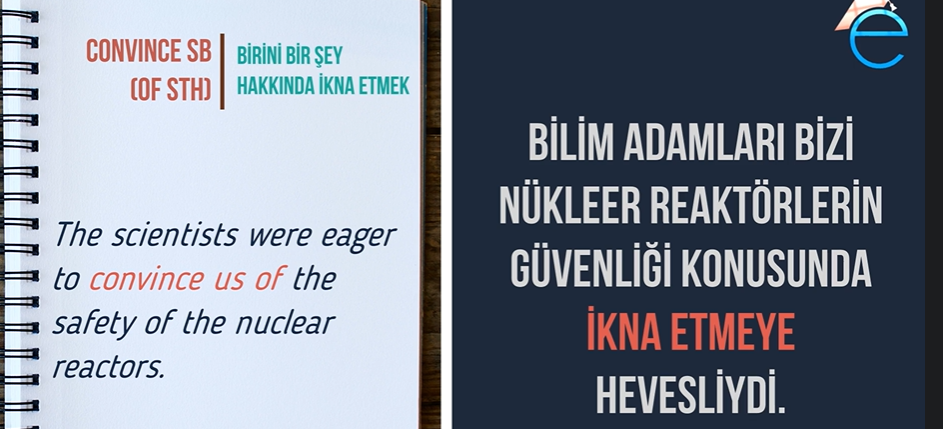 CONVINCE SB
(OF STH)
BİRİNİ BİR ŞEY
HAKKINDA İKNA ETMEK
The scientists were eager
to convince us of the
safety of the nuclear
reactors.
e
BİLİM ADAMLARI BİZİ
NÜKLEER REAKTÖRLERİN
GÜVENLİĞİ KONUSUNDA
İKNA ETMEYE
HEVESLİYDİ.